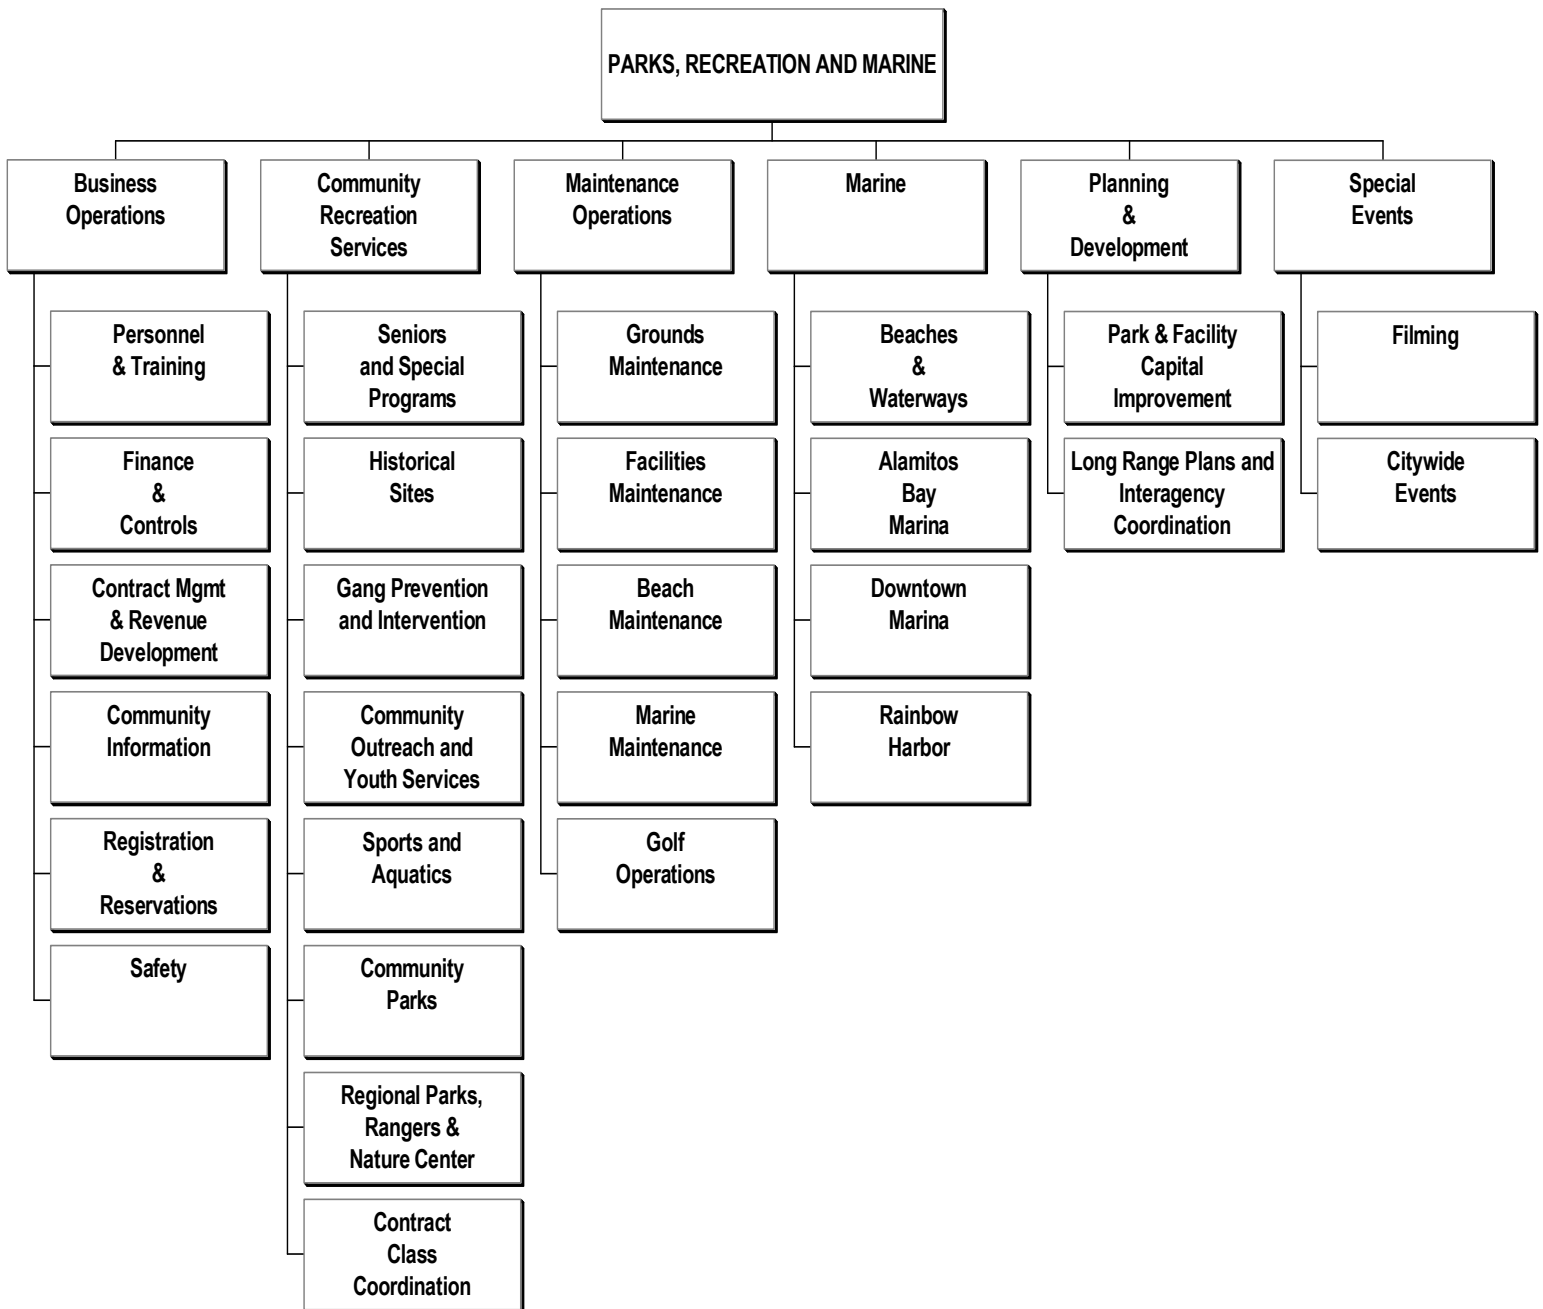 PARKS, RECREATION AND MARINE
Business
Operations
Personnel
& Training
Finance
&
Controls
Contract Mgmt
& Revenue
Development
Community
Information
Registration
&
Reservations
Safety
Community
Recreation
Services
Seniors
and Special
Programs
Historical
Sites
Gang Prevention
and Intervention
Community
Outreach and
Youth Services
Sports and
Aquatics
Community
Parks
Regional Parks,
Rangers &
Nature Center
Contract
Class
Coordination
Maintenance
Operations
Grounds
Maintenance
Facilities
Maintenance
Beach
Maintenance
Marine
Maintenance
Golf
Operations
Marine
Beaches
&
Waterways
Alamitos
Bay
Marina
Downtown
Marina
Rainbow
Harbor
Planning
&
Development
Park & Facility
Capital
Improvement
Long Range Plans and
Interagency
Coordination
Special
Events
Filming
Citywide
Events